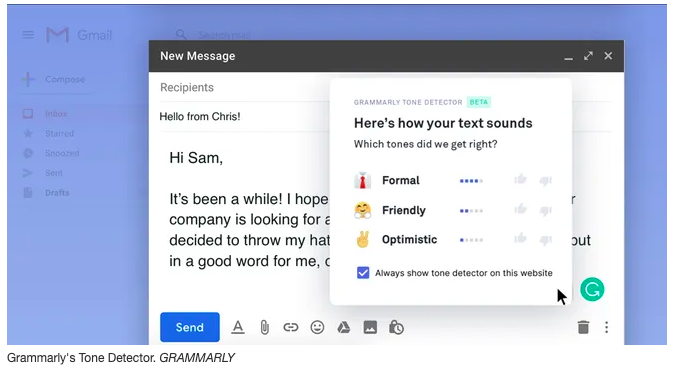 Gmail
Search mail
New Message
Compose
Recipients
Inbox
Hello from Chris!
Starred
Snoozed
Sent
Drafts
Hi Sam,
It's been a while! I hope
company is looking for a
decided to throw my hat
but
in a good word for me,
GRAMMARLY TONE DETECTOR BETA
Here's how your text sounds
Which tones did we get right?
Formal
Friendly
Optimistic
Always show tone detector on this website
Send
Grammarly's Tone Detector. GRAMMARLY